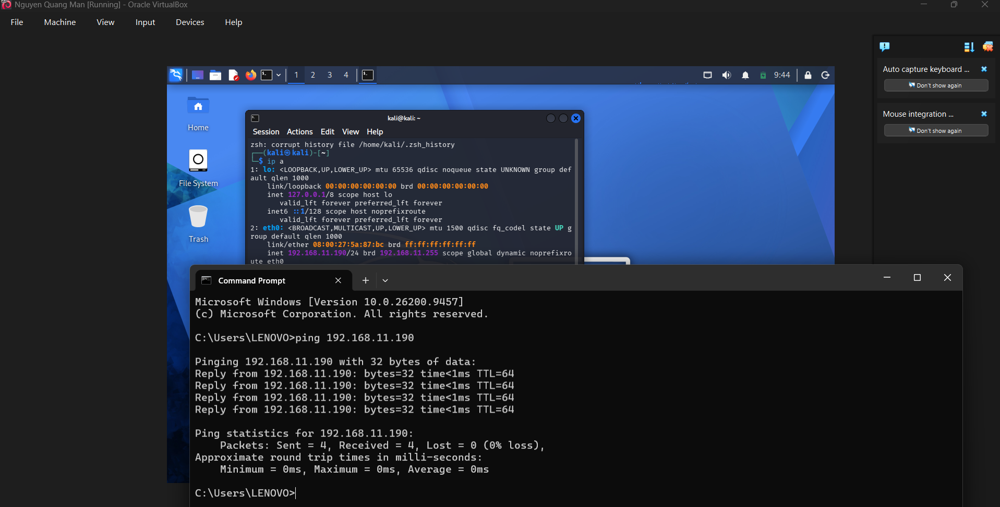 Nguyen Quang Man [Running] - Oracle VirtualBox
File Machine View Input Devices Help
Auto capture keyboard ...
Don't show again
Mouse integration ...
Don't show again
1 2 3 4
9:44
Home
File System
Trash
kali@kali: ~
Session Actions Edit View Help
zsh: corrupt history file /home/kali/.zsh_history
┌──(kali㉿kali)-[~]
└─$ ip a
1: lo: <LOOPBACK,UP,LOWER_UP> mtu 65536 qdisc noqueue state UNKNOWN group def
ault qlen 1000
link/loopback 00:00:00:00:00:00 brd 00:00:00:00:00:00
inet 127.0.0.1/8 scope host lo
valid_lft forever preferred_lft forever
inet6 ::1/128 scope host noprefixroute
valid_lft forever preferred_lft forever
2: eth0: <BROADCAST,MULTICAST,UP,LOWER_UP> mtu 1500 qdisc fq_codel state UP g
roup default qlen 1000
link/ether 08:00:27:5a:87:bc brd ff:ff:ff:ff:ff:ff
inet 192.168.11.190/24 brd 192.168.11.255 scope global dynamic noprefixro
ute eth0
Command Prompt
Microsoft Windows [Version 10.0.26200.9457]
(c) Microsoft Corporation. All rights reserved.
C:\Users\LENOVO>ping 192.168.11.190
Pinging 192.168.11.190 with 32 bytes of data:
Reply from 192.168.11.190: bytes=32 time<1ms TTL=64
Reply from 192.168.11.190: bytes=32 time<1ms TTL=64
Reply from 192.168.11.190: bytes=32 time<1ms TTL=64
Reply from 192.168.11.190: bytes=32 time<1ms TTL=64
Ping statistics for 192.168.11.190:
Packets: Sent = 4, Received = 4, Lost = 0 (0% loss),
Approximate round trip times in milli-seconds:
Minimum = 0ms, Maximum = 0ms, Average = 0ms
C:\Users\LENOVO>